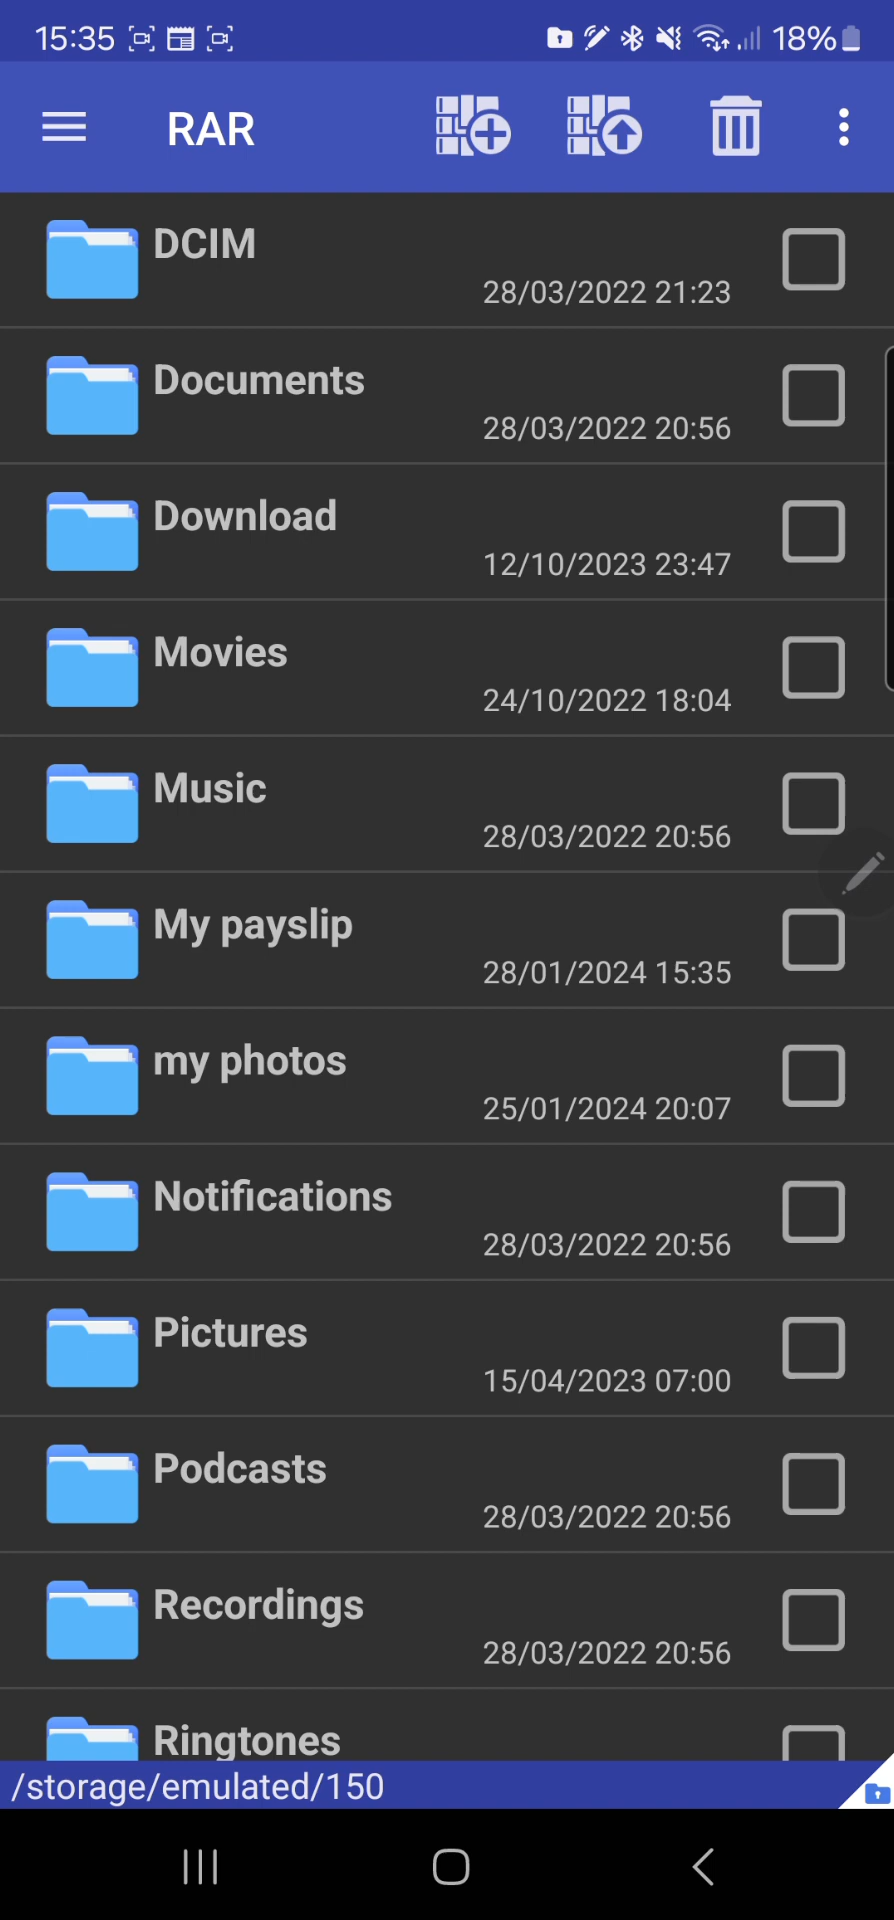 15:35 18%
RAR
DCIM
28/03/2022 21:23
Documents
28/03/2022 20:56
Download
12/10/2023 23:47
Movies
24/10/2022 18:04
Music
28/03/2022 20:56
My payslip
28/01/2024 15:35
my photos
25/01/2024 20:07
Notifications
28/03/2022 20:56
Pictures
15/04/2023 07:00
Podcasts
28/03/2022 20:56
Recordings
28/03/2022 20:56
Ringtones
/storage/emulated/150